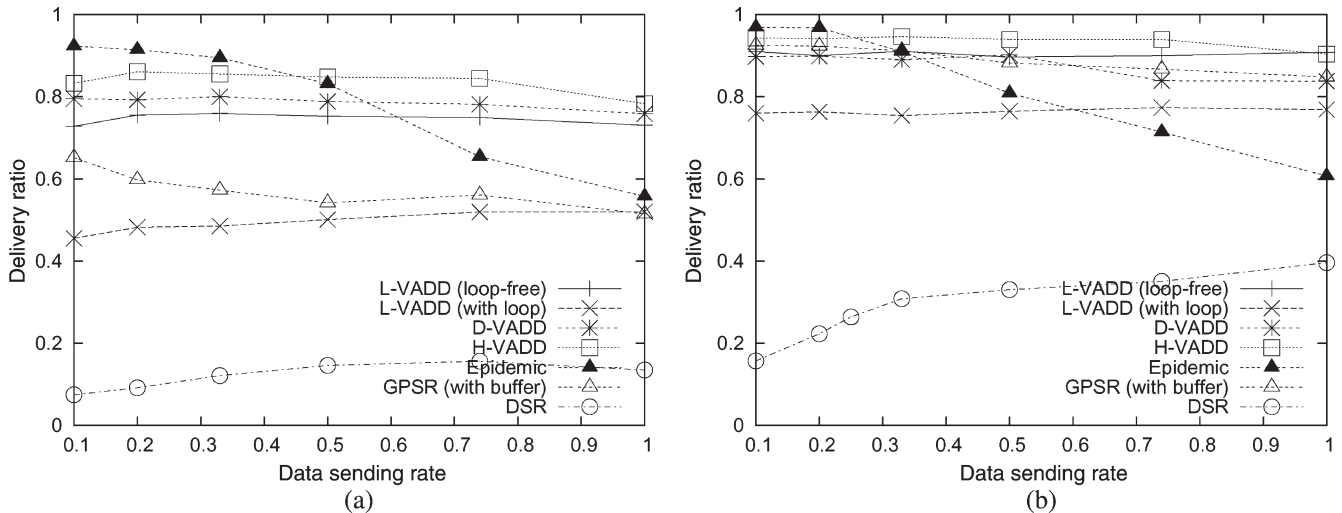 1
0.8
0.6
0.4
0.2
0
Delivery ratio
L-VADD (loop-free)
L-VADD (with loop)
D-VADD
H-VADD
Epidemic
GPSR (with buffer)
DSR
0.1 0.2 0.3 0.4 0.5 0.6 0.7 0.8 0.9 1
Data sending rate
(a)
1
0.8
0.6
0.4
0.2
0
Delivery ratio
L-VADD (loop-free)
L-VADD (with loop)
D-VADD
H-VADD
Epidemic
GPSR (with buffer)
DSR
0.1 0.2 0.3 0.4 0.5 0.6 0.7 0.8 0.9 1
Data sending rate
(b)